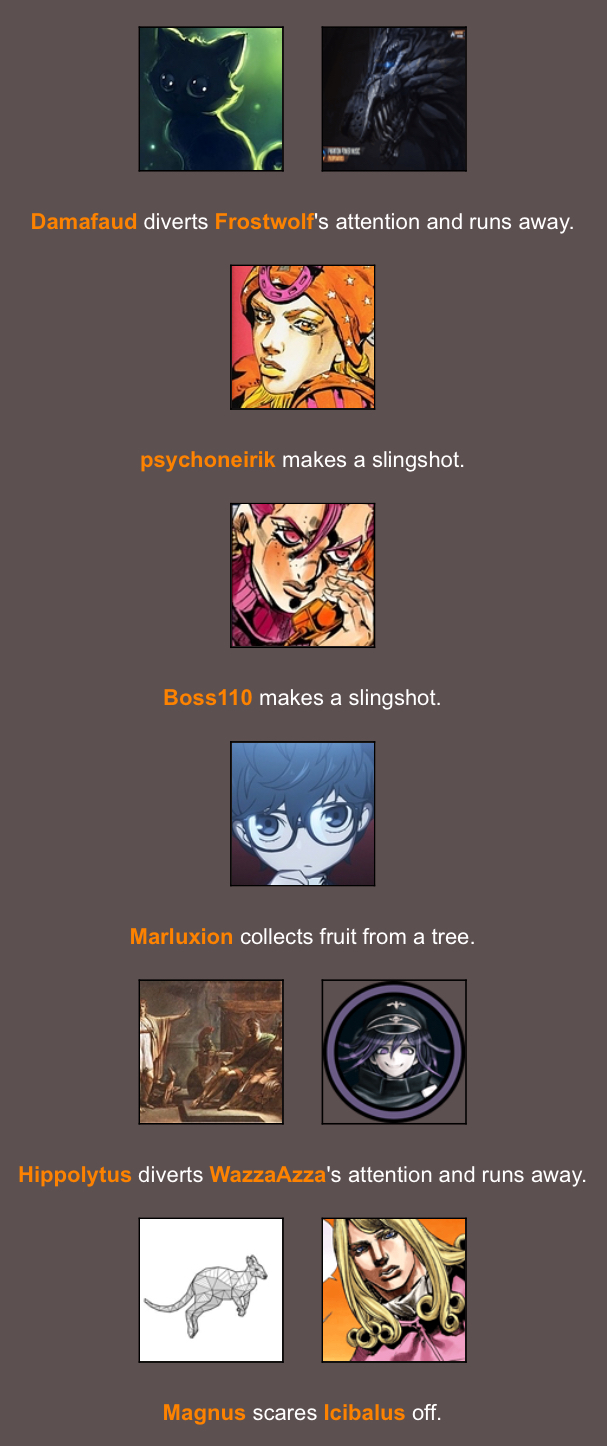 Damafaud diverts Frostwolf's attention and runs away.
psychoneirik makes a slingshot.
Boss110 makes a slingshot.
Marluxion collects fruit from a tree.
Hippolytus diverts WazzaAzza's attention and runs away.
Magnus scares Icibalus off.